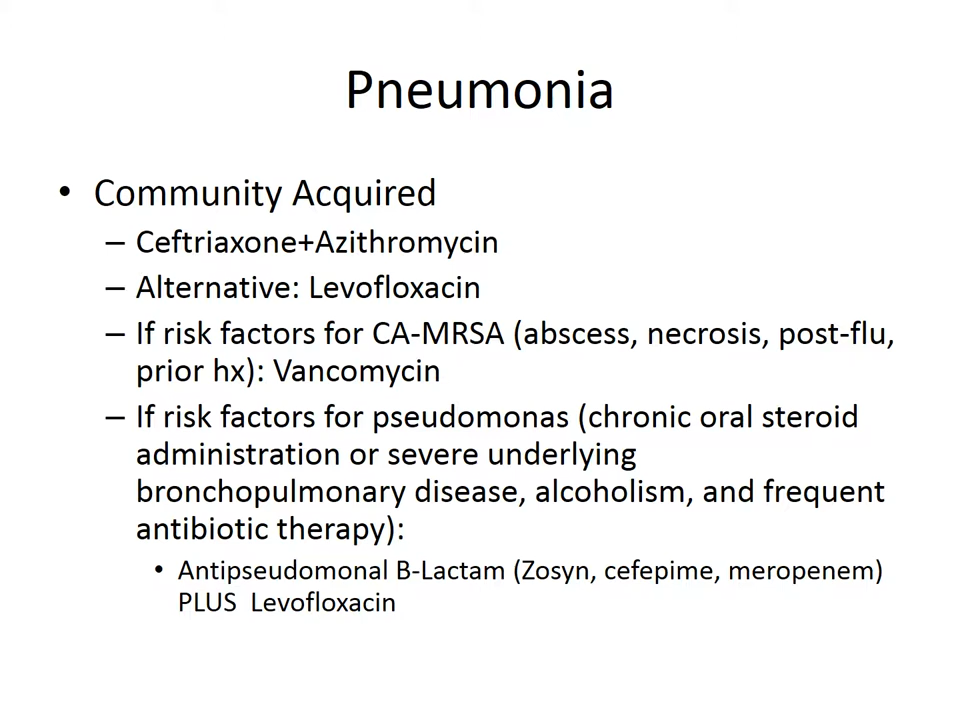 Pneumonia
• Community Acquired
– Ceftriaxone+Azithromycin
– Alternative: Levofloxacin
– If risk factors for CA-MRSA (abscess, necrosis, post-flu,
prior hx): Vancomycin
– If risk factors for pseudomonas (chronic oral steroid
administration or severe underlying
bronchopulmonary disease, alcoholism, and frequent
antibiotic therapy):
• Antipseudomonal B-Lactam (Zosyn, cefepime, meropenem)
PLUS  Levofloxacin